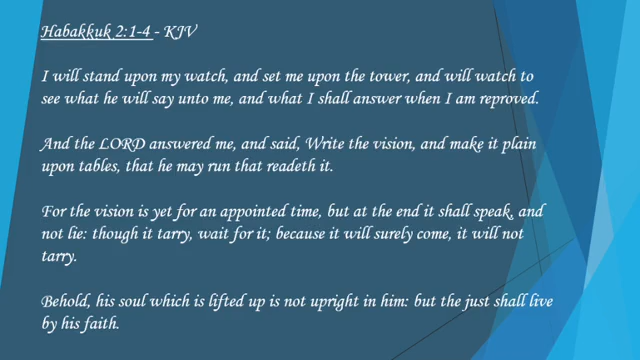 Habakkuk 2:1-4 - KJV
I will stand upon my watch, and set me upon the tower, and will watch to
see what he will say unto me, and what I shall answer when I am reproved.
And the LORD answered me, and said, Write the vision, and make it plain
upon tables, that he may run that readeth it.
For the vision is yet for an appointed time, but at the end it shall speak, and
not lie: though it tarry, wait for it; because it will surely come, it will not
tarry.
Behold, his soul which is lifted up is not upright in him: but the just shall live
by his faith.